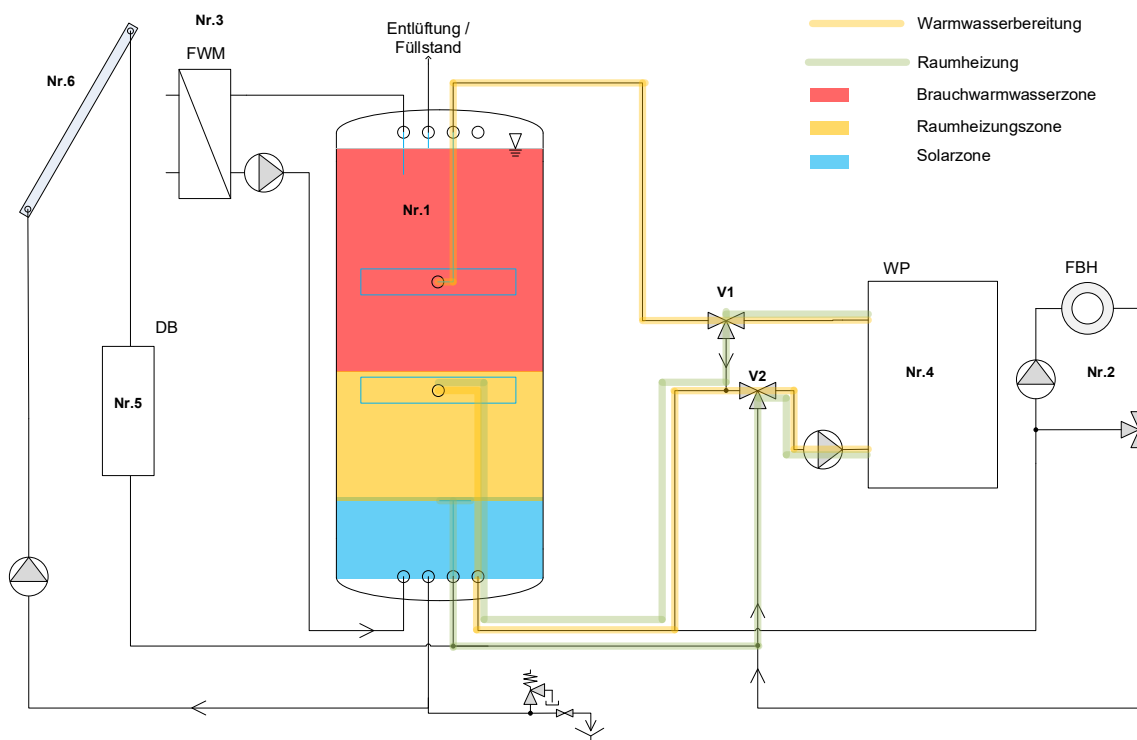 Nr.3
FWM
Entlüftung /
Füllstand
Warmwasserbereitung
Raumheizung
Brauchwarmwasserzone
Raumheizungszone
Solarzone
Nr.6
Nr.1
WP
FBH
V1
DB
V2
Nr.4
Nr.2
Nr.5